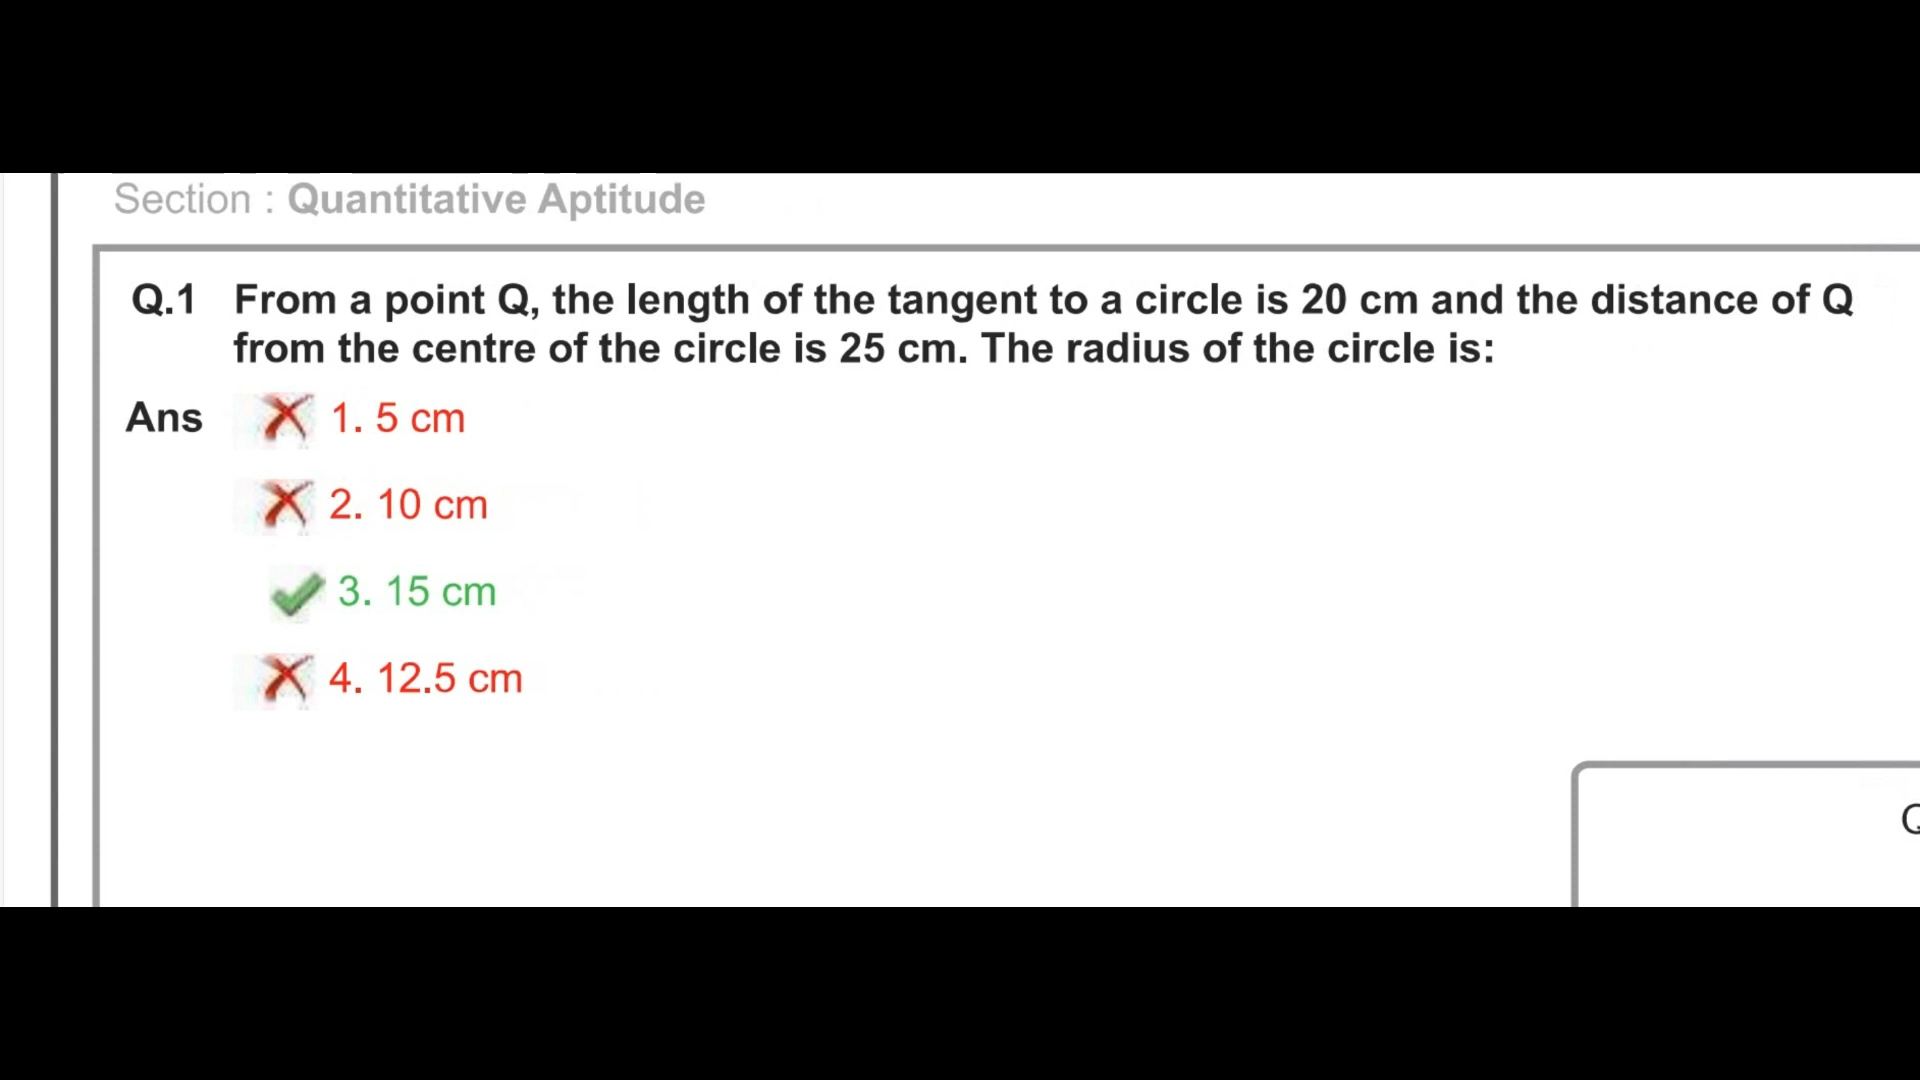 Section : Quantitative Aptitude
Q.1 From a point Q, the length of the tangent to a circle is 20 cm and the distance of Q
from the centre of the circle is 25 cm. The radius of the circle is:
Ans 1. 5 cm
2. 10 cm
3. 15 cm
4. 12.5 cm